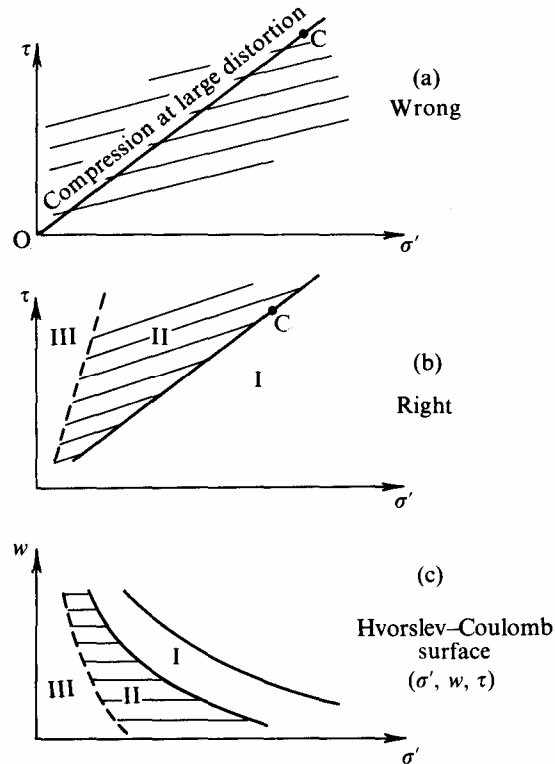 τ
Compression at large distortion
C
(a)
Wrong
O
σ′
τ
III
II
C
I
(b)
Right
σ′
w
(c)
Hvorslev–Coulomb
surface
(σ′, w, τ)
I
III
II
σ′